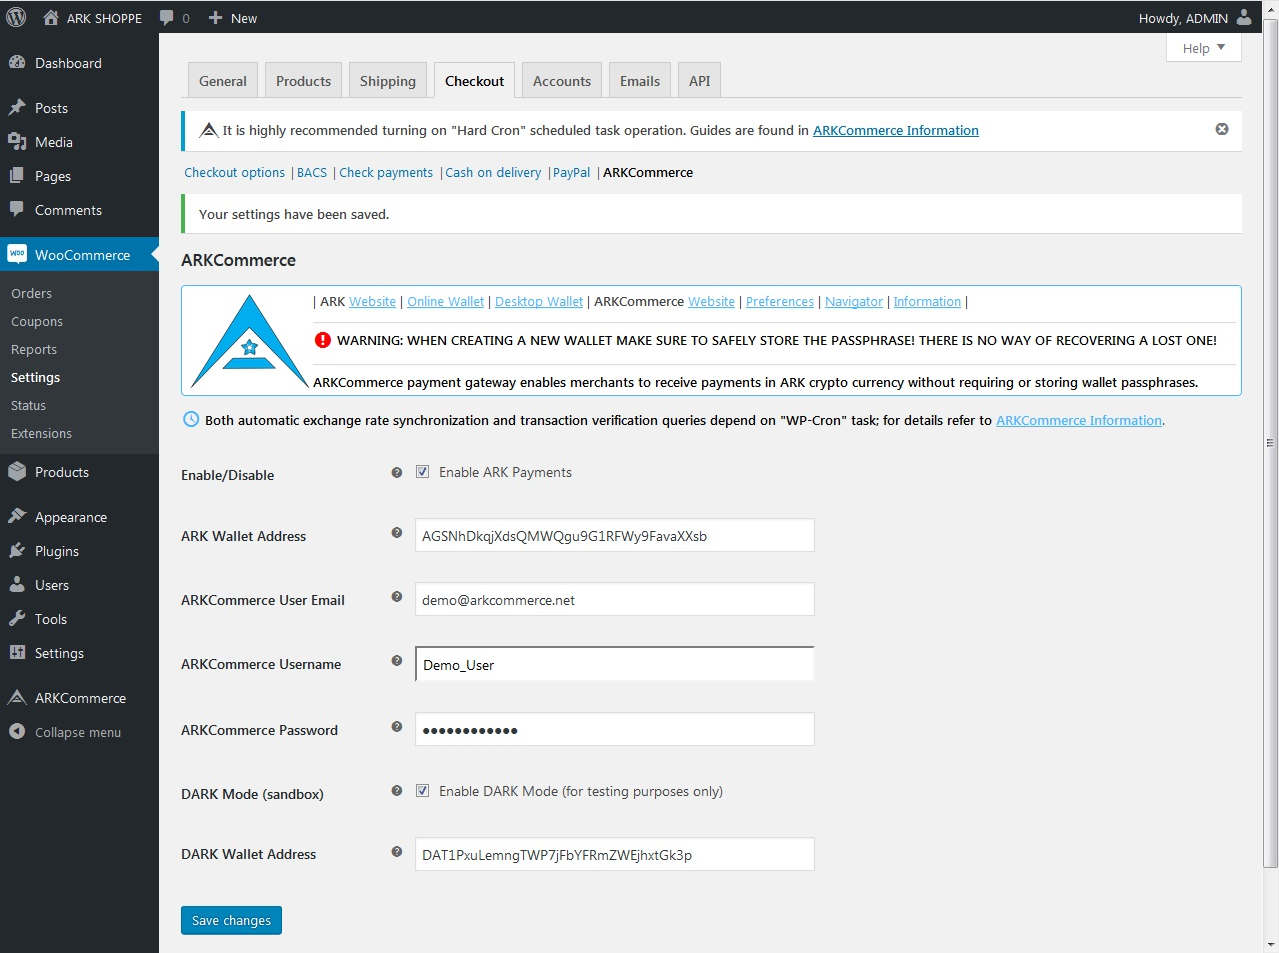 ARK SHOPPE 0 New Howdy, ADMIN
Help
Dashboard
Posts
Media
Pages
Comments
WooCommerce
Orders
Coupons
Reports
Settings
Status
Extensions
Products
Appearance
Plugins
Users
Tools
Settings
ARKCommerce
Collapse menu
General Products Shipping Checkout Accounts Emails API
It is highly recommended turning on "Hard Cron" scheduled task operation. Guides are found in ARKCommerce Information
Checkout options | BACS | Check payments | Cash on delivery | PayPal | ARKCommerce
Your settings have been saved.
ARKCommerce
| ARK Website | Online Wallet | Desktop Wallet | ARKCommerce Website | Preferences | Navigator | Information |
WARNING: WHEN CREATING A NEW WALLET MAKE SURE TO SAFELY STORE THE PASSPHRASE! THERE IS NO WAY OF RECOVERING A LOST ONE!
ARKCommerce payment gateway enables merchants to receive payments in ARK crypto currency without requiring or storing wallet passphrases.
Both automatic exchange rate synchronization and transaction verification queries depend on "WP-Cron" task; for details refer to ARKCommerce Information.
Enable/Disable ? Enable ARK Payments
ARK Wallet Address ? AGSNhDkqjXdsQMWQgu9G1RFWy9FavaXXsb
ARKCommerce User Email ? demo@arkcommerce.net
ARKCommerce Username ? Demo_User
ARKCommerce Password ? ●●●●●●●●●●●●
DARK Mode (sandbox) ? Enable DARK Mode (for testing purposes only)
DARK Wallet Address ? DAT1PxuLemngTWP7jFbYFRmZWEjhxtGk3p
Save changes